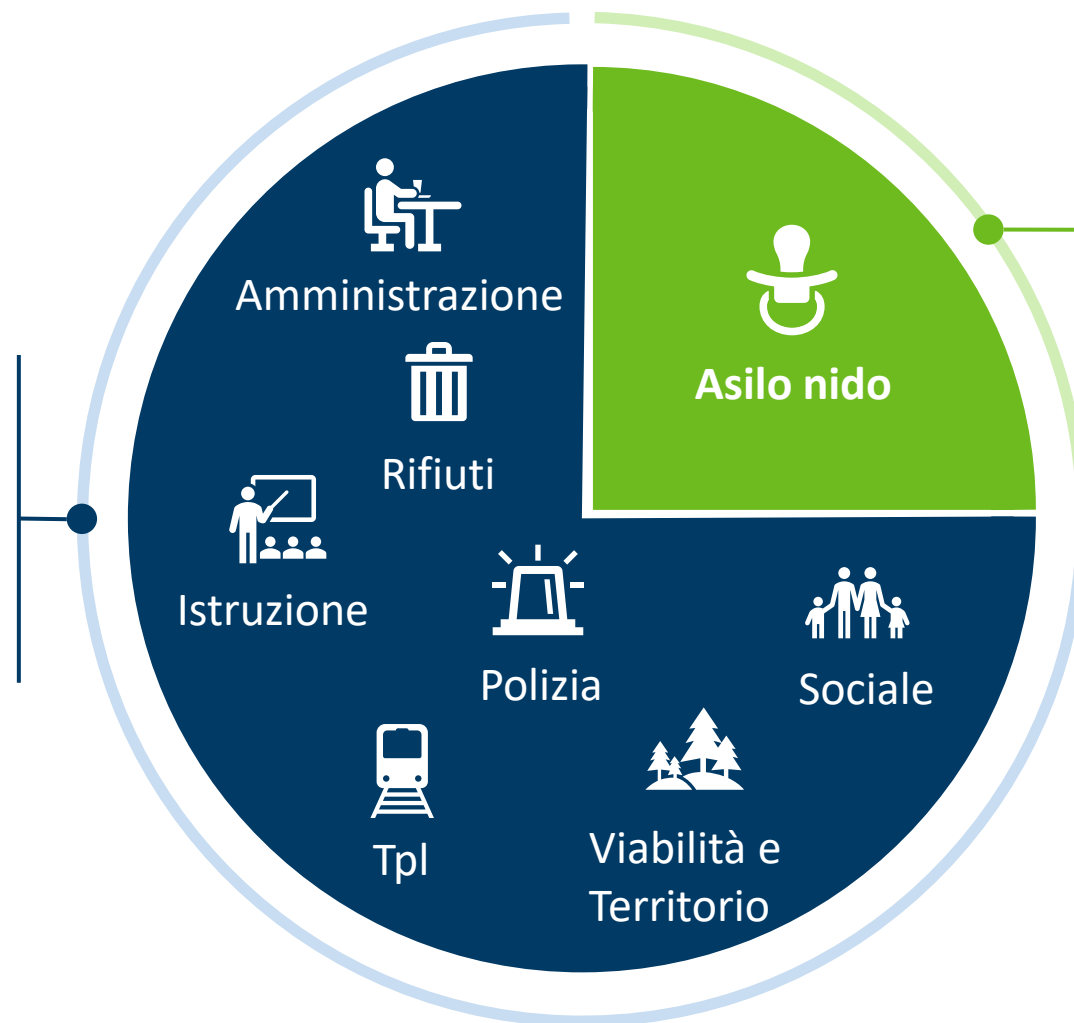 Amministrazione
Asilo nido
Rifiuti
Istruzione
Polizia
Sociale
Tpl
Viabilità e
Territorio